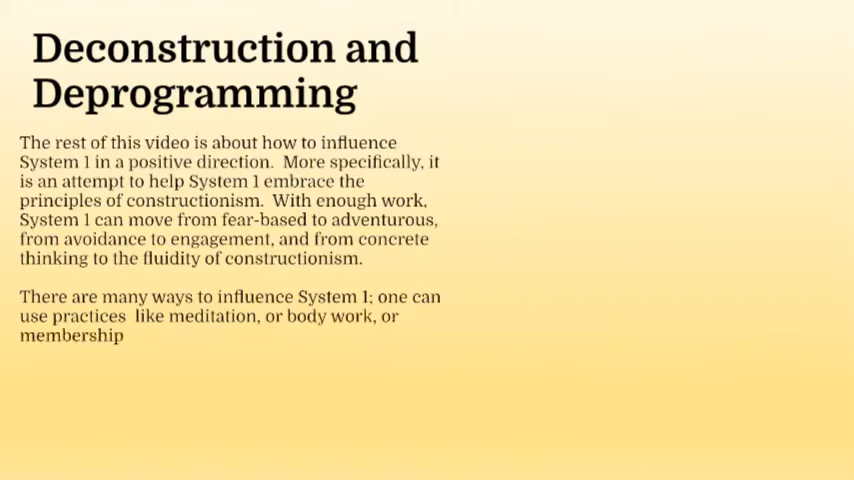 Deconstruction and
Deprogramming
The rest of this video is about how to influence
System 1 in a positive direction.  More specifically, it
is an attempt to help System 1 embrace the
principles of constructionism.  With enough work,
System 1 can move from fear-based to adventurous,
from avoidance to engagement, and from concrete
thinking to the fluidity of constructionism.
There are many ways to influence System 1; one can
use practices  like meditation, or body work, or
membership